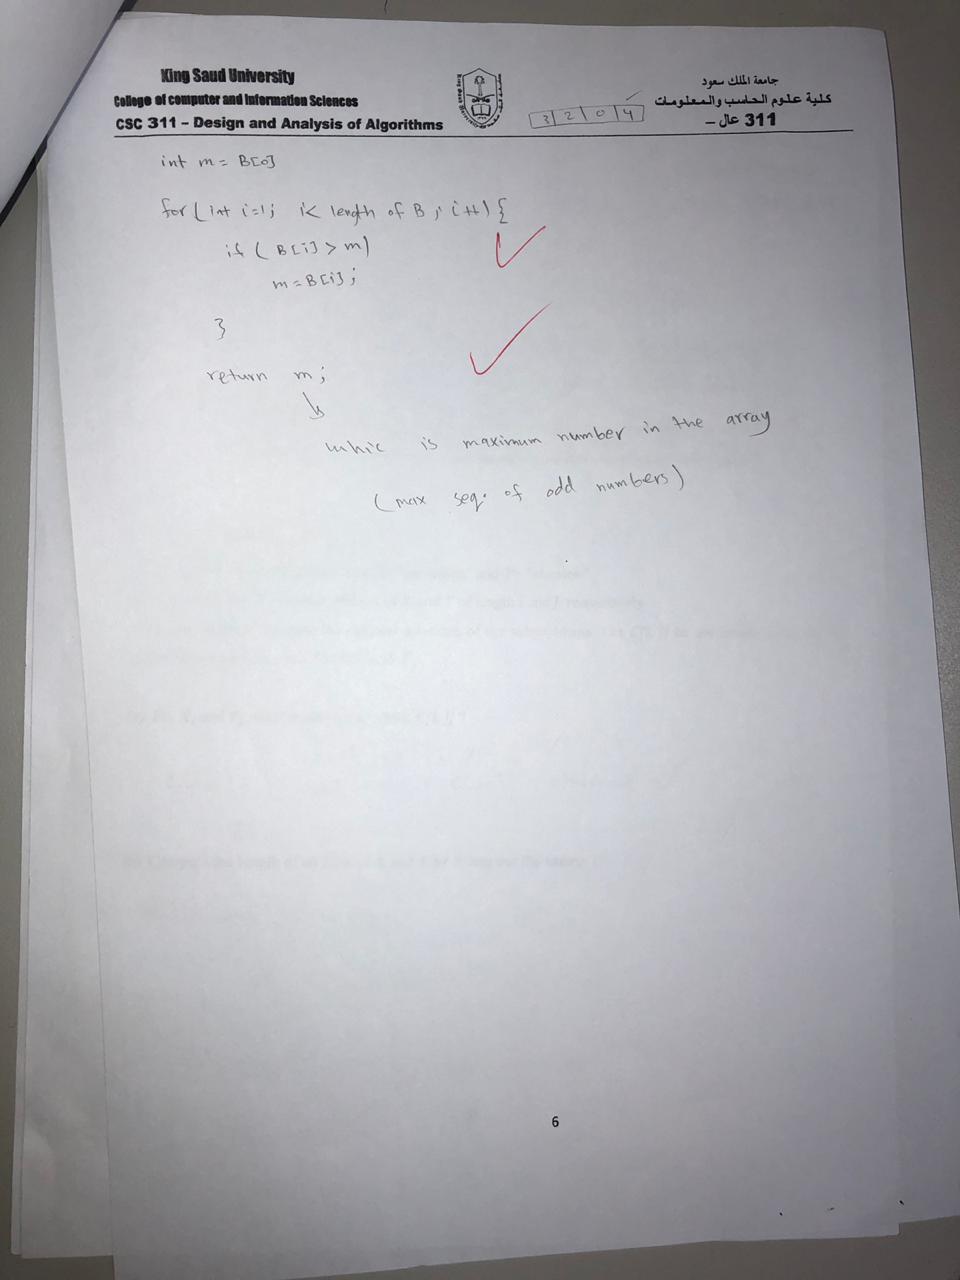 King Saud University
College of computer and Information Sciences
CSC 311 – Design and Analysis of Algorithms
جامعة الملك سعود
كلية علوم الحاسب والمعلومات
311 عال –
3 2 0 4
int m = B[0]
for (int i=1; i< length of B; i++) {
if ( B[i] > m)
m = B[i];
}
return m;
whic is maximum number in the array
(max seq. of odd numbers)
6